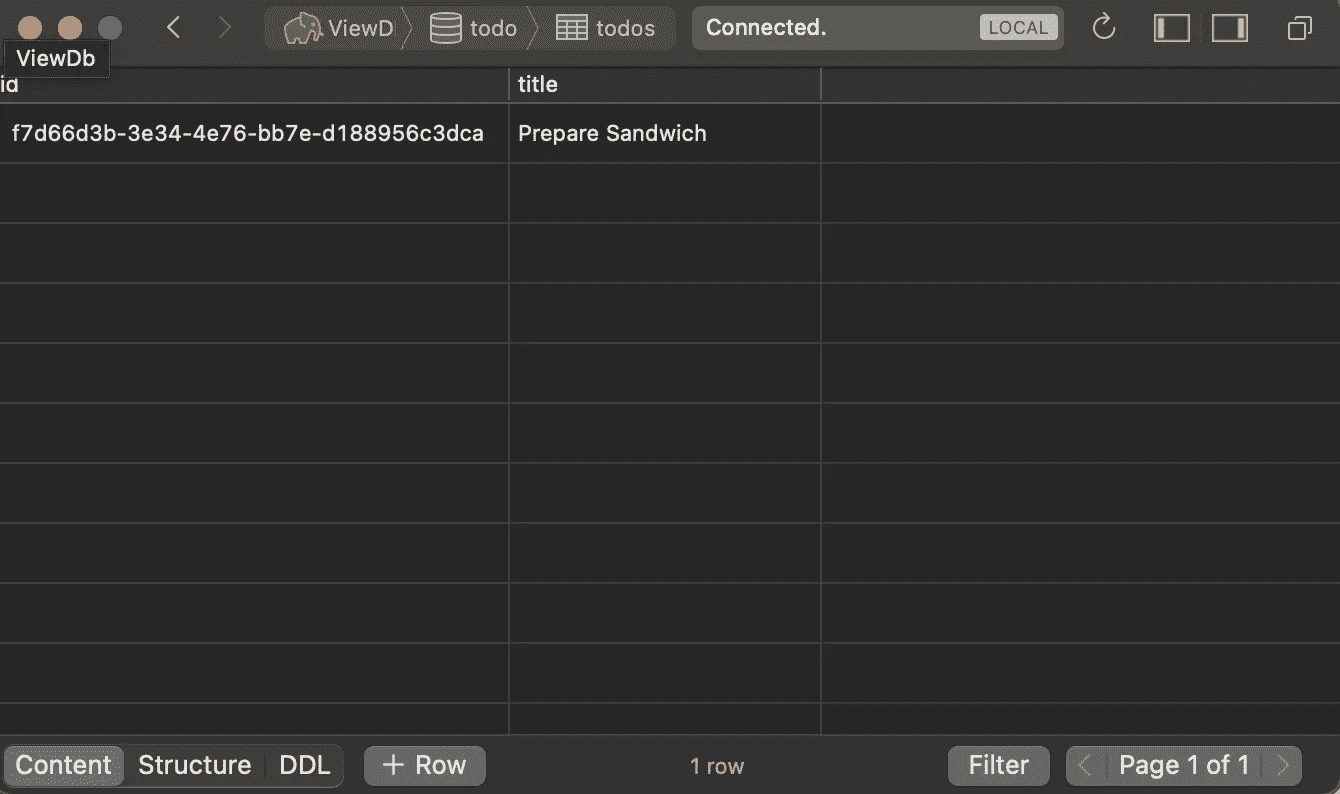 ViewD todo todos Connected. LOCAL
ViewDb
id title
f7d66d3b-3e34-4e76-bb7e-d188956c3dca Prepare Sandwich
Content Structure DDL + Row 1 row Filter Page 1 of 1